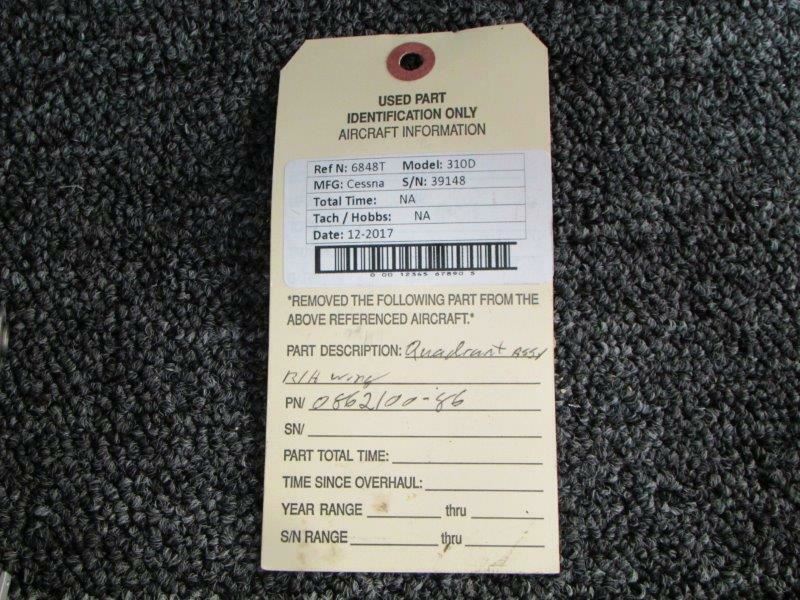 USED PART
IDENTIFICATION ONLY
AIRCRAFT INFORMATION
Ref N: 6848T Model: 310D
MFG: Cessna S/N: 39148
Total Time: NA
Tach / Hobbs: NA
Date: 12-2017
0 00 12345 67890 5
*REMOVED THE FOLLOWING PART FROM THE
ABOVE REFERENCED AIRCRAFT.*
PART DESCRIPTION: Quadrant ASSY
R/H wing
PN/ 0862100-86
SN/
PART TOTAL TIME:
TIME SINCE OVERHAUL:
YEAR RANGE thru
S/N RANGE thru